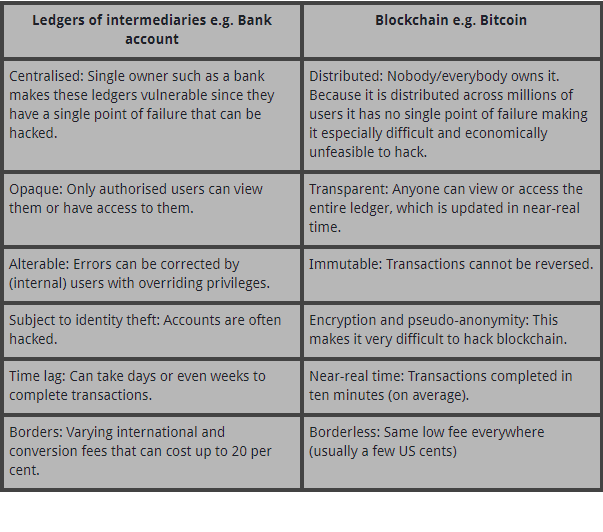 Ledgers of intermediaries e.g. Bank
account
Blockchain e.g. Bitcoin
Centralised: Single owner such as a bank
makes these ledgers vulnerable since they
have a single point of failure that can be
hacked.
Distributed: Nobody/everybody owns it.
Because it is distributed across millions of
users it has no single point of failure making
it especially difficult and economically
unfeasible to hack.
Opaque: Only authorised users can view
them or have access to them.
Transparent: Anyone can view or access the
entire ledger, which is updated in near-real
time.
Alterable: Errors can be corrected by
(internal) users with overriding privileges.
Immutable: Transactions cannot be reversed.
Subject to identity theft: Accounts are often
hacked.
Encryption and pseudo-anonymity: This
makes it very difficult to hack blockchain.
Time lag: Can take days or even weeks to
complete transactions.
Near-real time: Transactions completed in
ten minutes (on average).
Borders: Varying international and
conversion fees that can cost up to 20 per
cent.
Borderless: Same low fee everywhere
(usually a few US cents)